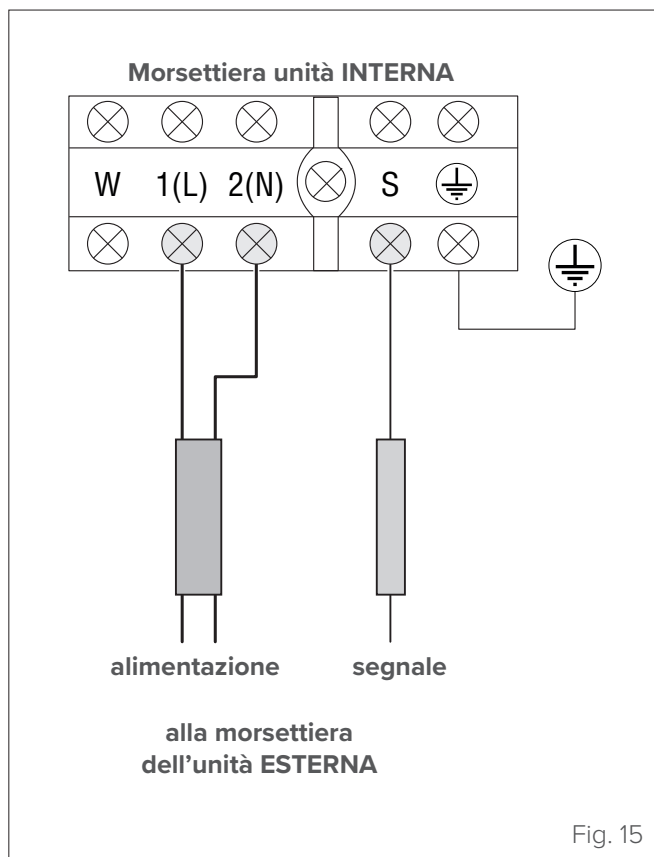 Morsettiera unità INTERNA
W 1(L) 2(N) S
alimentazione segnale
alla morsettiera
dell’unità ESTERNA
Fig. 15